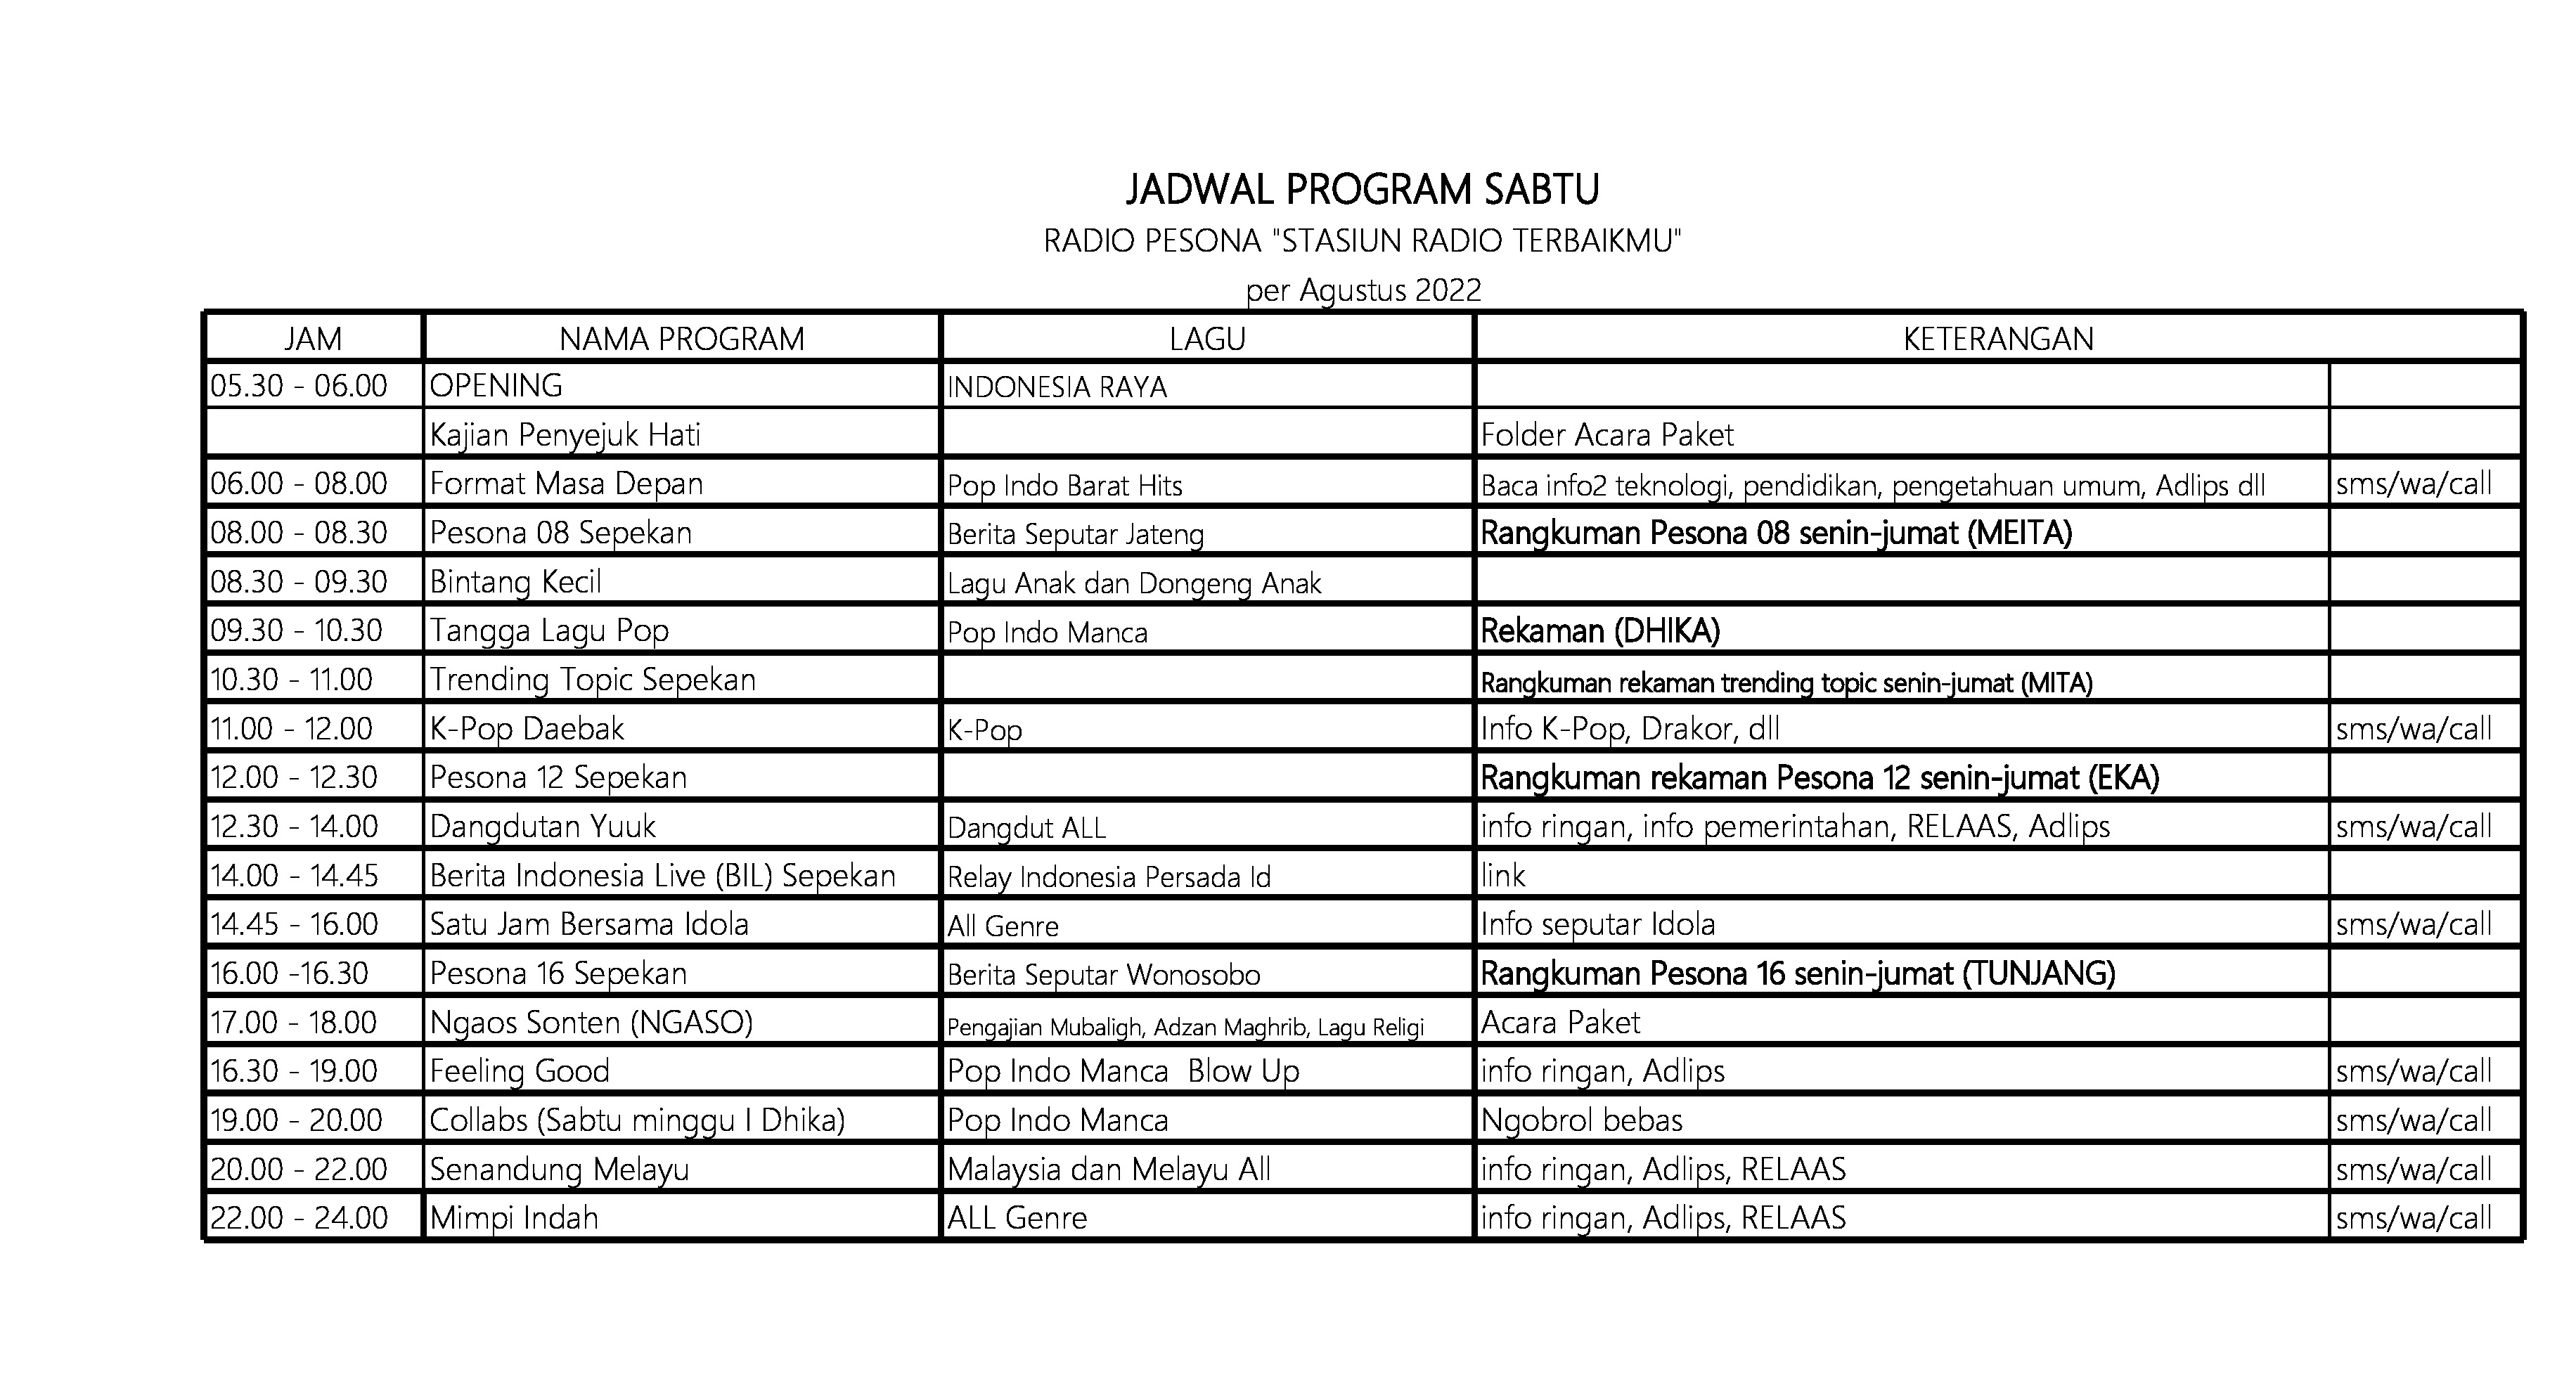 JADWAL PROGRAM SABTU
RADIO PESONA "STASIUN RADIO TERBAIKMU"
per Agustus 2022
JAM NAMA PROGRAM LAGU KETERANGAN
05.30 - 06.00 OPENING INDONESIA RAYA
Kajian Penyejuk Hati Folder Acara Paket
06.00 - 08.00 Format Masa Depan Pop Indo Barat Hits Baca info2 teknologi, pendidikan, pengetahuan umum, Adlips dll sms/wa/call
08.00 - 08.30 Pesona 08 Sepekan Berita Seputar Jateng Rangkuman Pesona 08 senin-jumat (MEITA)
08.30 - 09.30 Bintang Kecil Lagu Anak dan Dongeng Anak
09.30 - 10.30 Tangga Lagu Pop Pop Indo Manca Rekaman (DHIKA)
10.30 - 11.00 Trending Topic Sepekan Rangkuman rekaman trending topic senin-jumat (MITA)
11.00 - 12.00 K-Pop Daebak K-Pop Info K-Pop, Drakor, dll sms/wa/call
12.00 - 12.30 Pesona 12 Sepekan Rangkuman rekaman Pesona 12 senin-jumat (EKA)
12.30 - 14.00 Dangdutan Yuuk Dangdut ALL info ringan, info pemerintahan, RELAAS, Adlips sms/wa/call
14.00 - 14.45 Berita Indonesia Live (BIL) Sepekan Relay Indonesia Persada Id link
14.45 - 16.00 Satu Jam Bersama Idola All Genre Info seputar Idola sms/wa/call
16.00 -16.30 Pesona 16 Sepekan Berita Seputar Wonosobo Rangkuman Pesona 16 senin-jumat (TUNJANG)
17.00 - 18.00 Ngaos Sonten (NGASO) Pengajian Mubaligh, Adzan Maghrib, Lagu Religi Acara Paket
16.30 - 19.00 Feeling Good Pop Indo Manca  Blow Up info ringan, Adlips sms/wa/call
19.00 - 20.00 Collabs (Sabtu minggu I Dhika) Pop Indo Manca Ngobrol bebas sms/wa/call
20.00 - 22.00 Senandung Melayu Malaysia dan Melayu All info ringan, Adlips, RELAAS sms/wa/call
22.00 - 24.00 Mimpi Indah ALL Genre info ringan, Adlips, RELAAS sms/wa/call